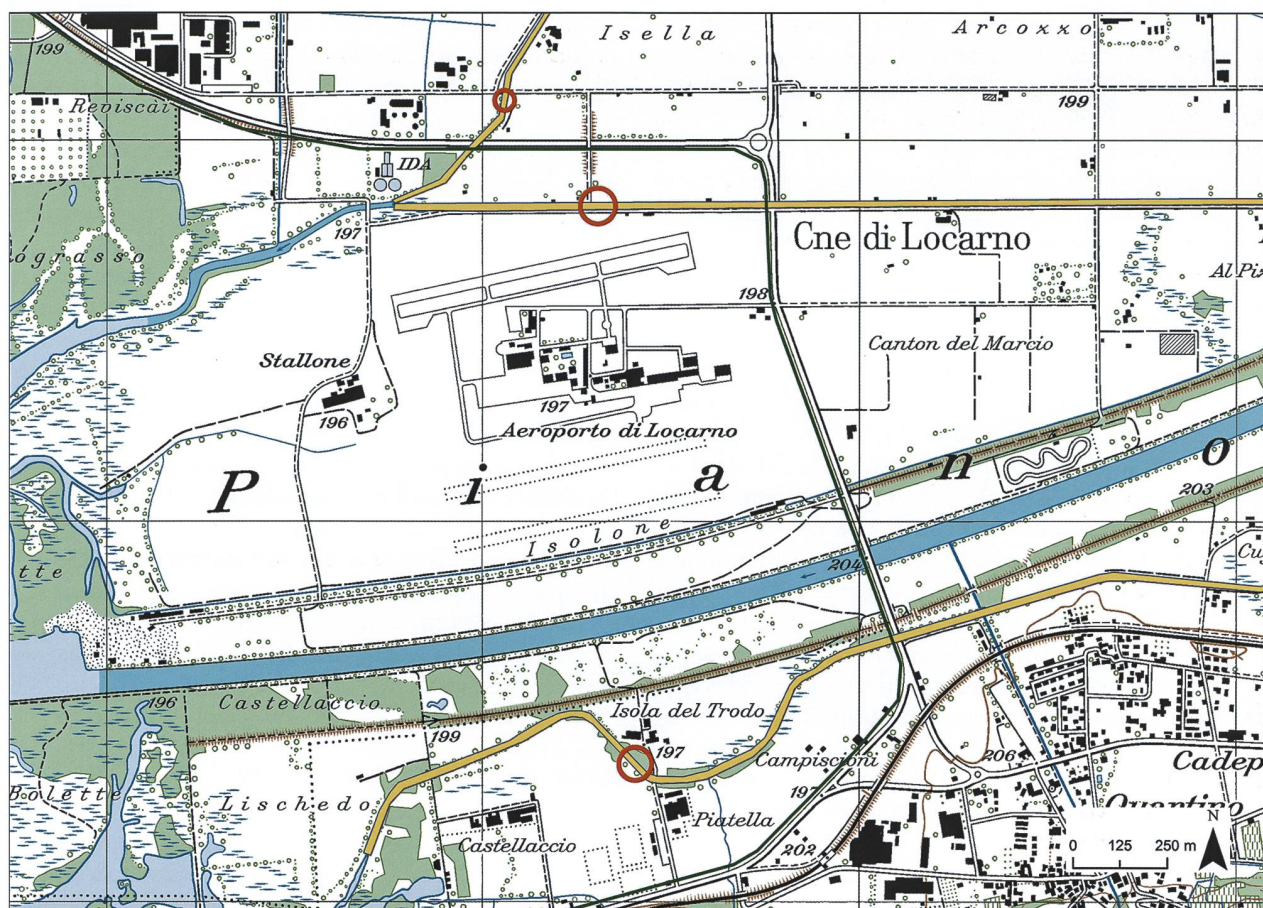 Isella
Arcozzo
199
Reviscài
199
IDA
197
Cne di Locarno
ograsso
Al Piz
198
Canton del Marcio
Stallone
197
196
Aeroporto di Locarno
P i a n o
203
Isolone
tte
204
196
Castellaccio
Isola del Trodo
199
197
206
Campiscioni
Cadep
Bolette
Lischedo
197
Quartino
Piatella
N
Castellaccio
202
0 125 250 m